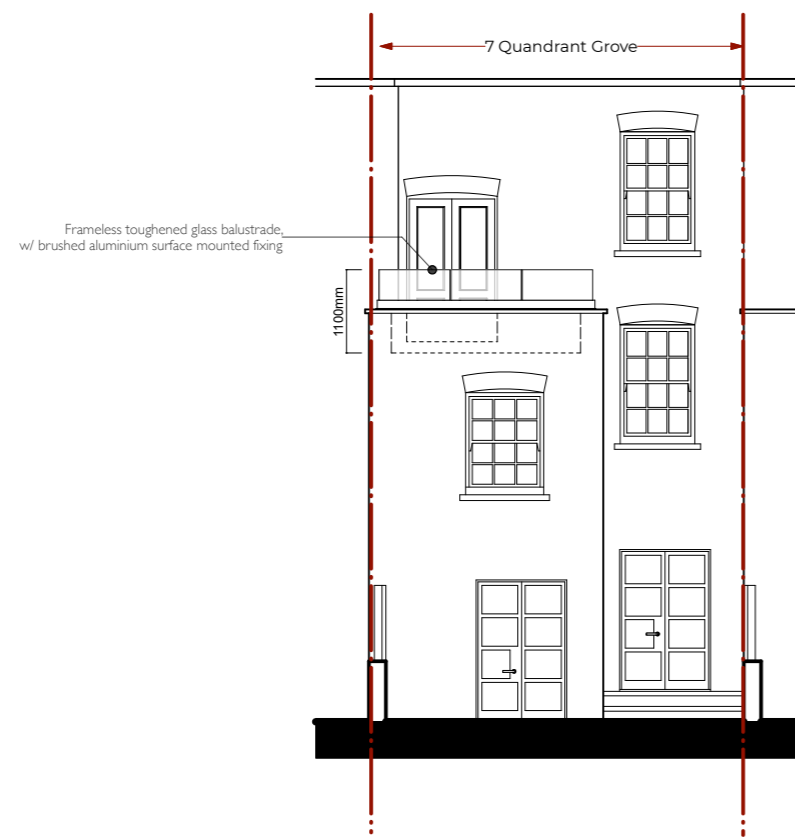 7 Quandrant Grove
Frameless toughened glass balustrade,
w/ brushed aluminium surface mounted fixing
1100mm